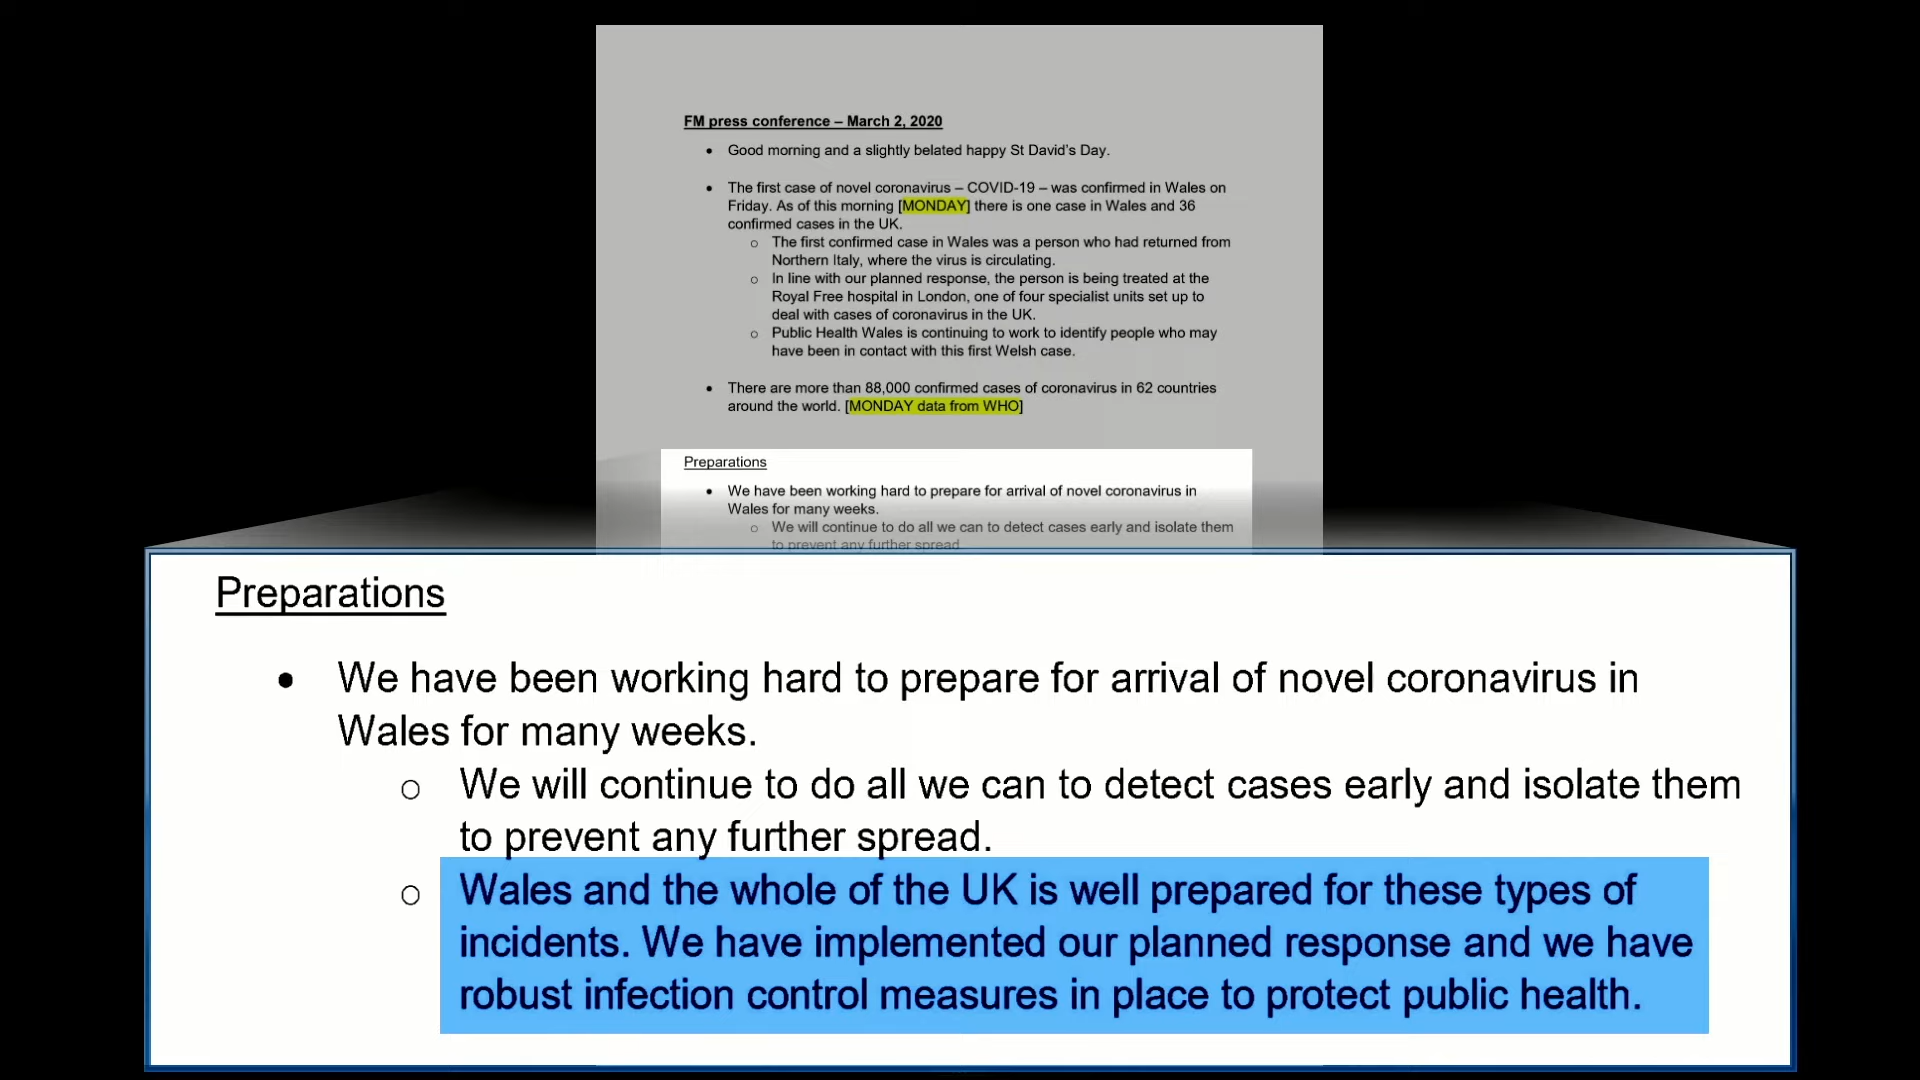 FM press conference – March 2, 2020
• Good morning and a slightly belated happy St David's Day.
• The first case of novel coronavirus – COVID-19 – was confirmed in Wales on
Friday. As of this morning [MONDAY] there is one case in Wales and 36
confirmed cases in the UK.
o The first confirmed case in Wales was a person who had returned from
Northern Italy, where the virus is circulating.
o In line with our planned response, the person is being treated at the
Royal Free hospital in London, one of four specialist units set up to
deal with cases of coronavirus in the UK.
o Public Health Wales is continuing to work to identify people who may
have been in contact with this first Welsh case.
• There are more than 88,000 confirmed cases of coronavirus in 62 countries
around the world. [MONDAY data from WHO]
Preparations
• We have been working hard to prepare for arrival of novel coronavirus in
Wales for many weeks.
o We will continue to do all we can to detect cases early and isolate them
to prevent any further spread
Preparations
• We have been working hard to prepare for arrival of novel coronavirus in
Wales for many weeks.
o We will continue to do all we can to detect cases early and isolate them
to prevent any further spread.
o Wales and the whole of the UK is well prepared for these types of
incidents. We have implemented our planned response and we have
robust infection control measures in place to protect public health.